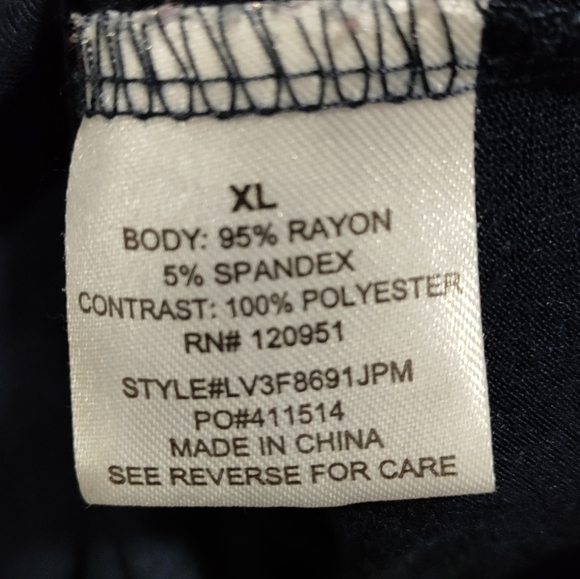 XL
BODY: 95% RAYON
5% SPANDEX
CONTRAST: 100% POLYESTER
RN# 120951
STYLE#LV3F8691JPM
PO#411514
MADE IN CHINA
SEE REVERSE FOR CARE